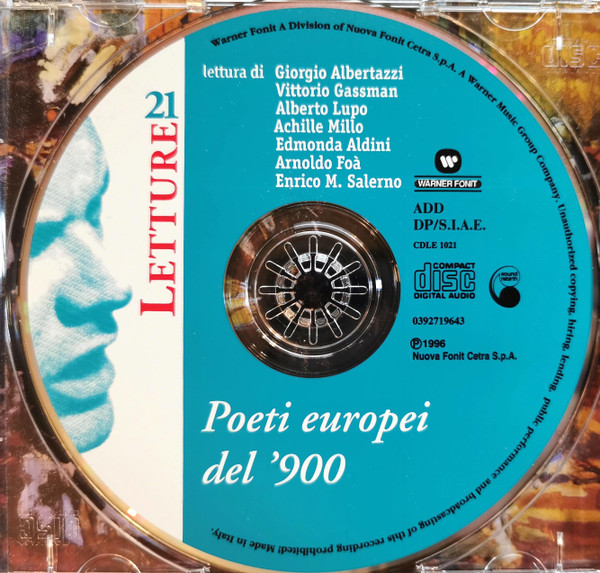 Warner Fonit A Division of Nuova Fonit Cetra S.p.A. A Warner Music Group Company. Unauthorized copying, hiring, lending, public performance and broadcasting of this recording prohibited! Made in Italy.
lettura di Giorgio Albertazzi
Vittorio Gassman
Alberto Lupo
Achille Millo
Edmonda Aldini
Arnoldo Foà
Enrico M. Salerno
21
LETTURE
WARNER FONIT
ADD
DP/S.I.A.E.
CDLE 1021
COMPACT
disc
DIGITAL AUDIO
sound
rebirth
0392719643
℗1996
Nuova Fonit Cetra S.p.A.
Poeti europei
del '900
disc